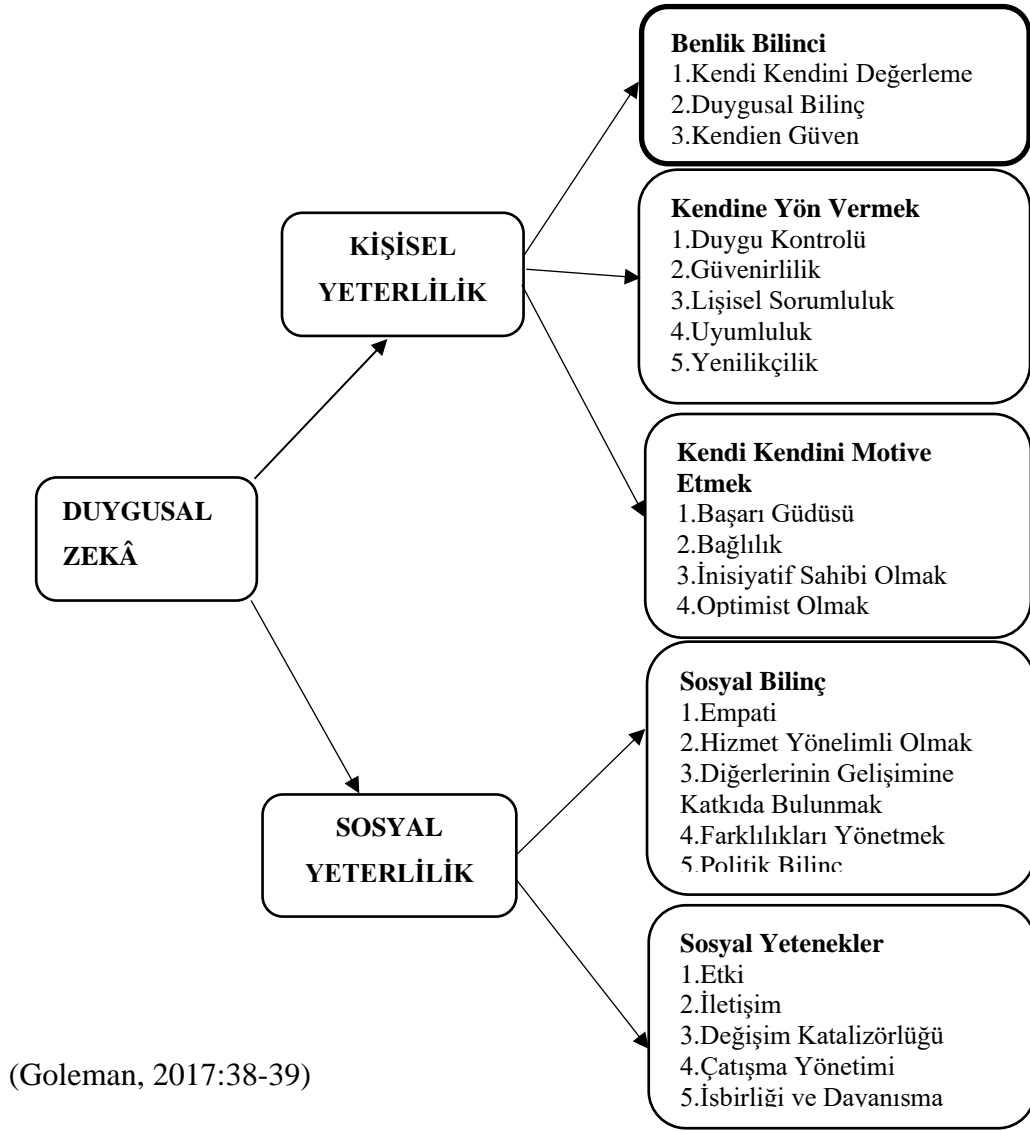 Benlik Bilinci
1.Kendi Kendini Değerleme
2.Duygusal Bilinç
3.Kendien Güven
KİŞİSEL
YETERLİLİK
Kendine Yön Vermek
1.Duygu Kontrolü
2.Güvenirlilik
3.Lişisel Sorumluluk
4.Uyumluluk
5.Yenilikçilik
Kendi Kendini Motive
Etmek
1.Başarı Güdüsü
2.Bağlılık
3.İnisiyatif Sahibi Olmak
4.Optimist Olmak
DUYGUSAL
ZEKÂ
Sosyal Bilinç
1.Empati
2.Hizmet Yönelimli Olmak
3.Diğerlerinin Gelişimine
Katkıda Bulunmak
4.Farklılıkları Yönetmek
5.Politik Bilinç
SOSYAL
YETERLİLİK
Sosyal Yetenekler
1.Etki
2.İletişim
3.Değişim Katalizörlüğü
4.Çatışma Yönetimi
5.İşbirliği ve Dayanışma
(Goleman, 2017:38-39)